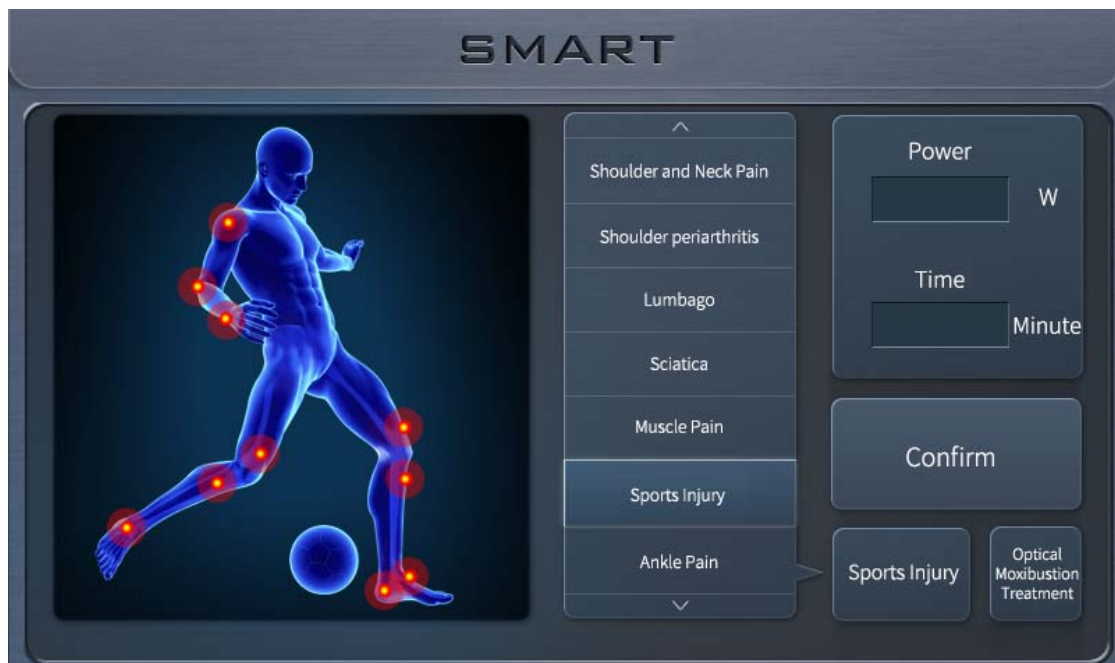 SMART
Shoulder and Neck Pain
Shoulder periarthritis
Lumbago
Sciatica
Muscle Pain
Sports Injury
Ankle Pain
Power
W
Time
Minute
Confirm
Sports Injury
Optical
Moxibustion
Treatment